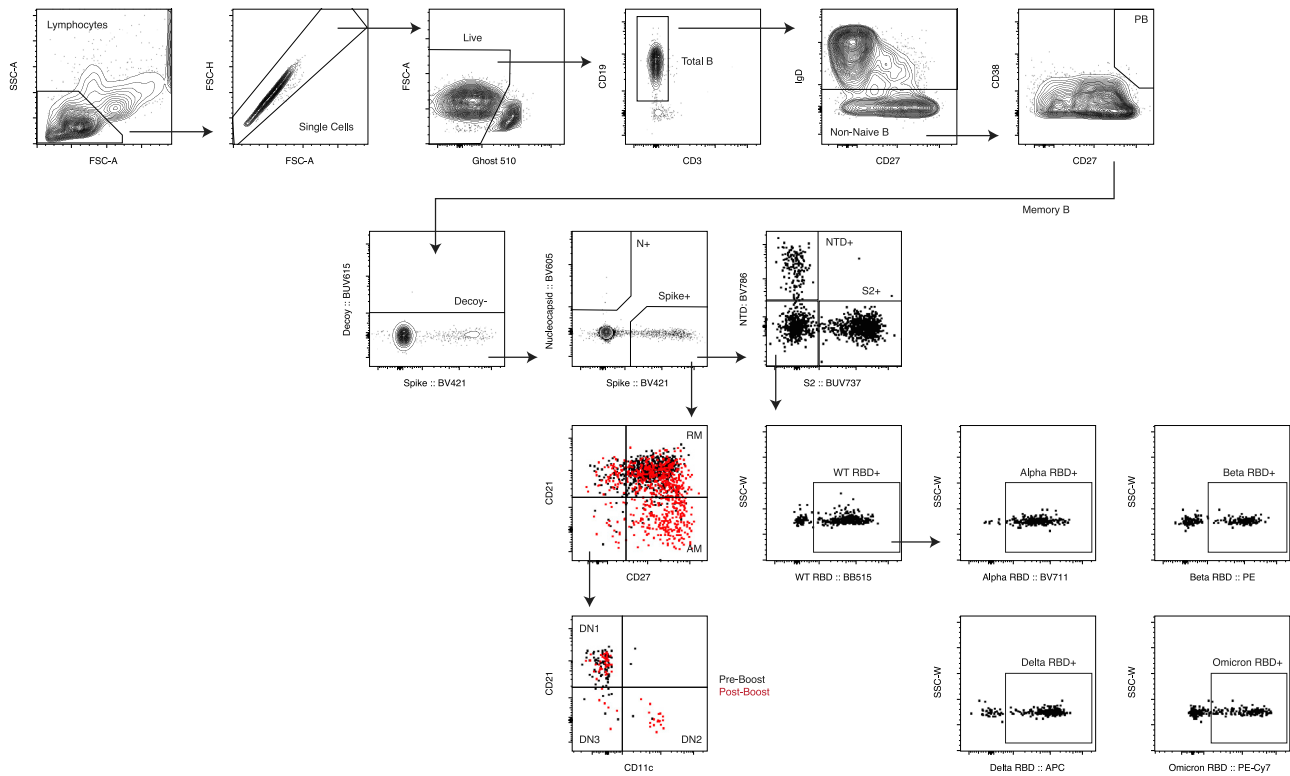 Lymphocytes
SSC-A
FSC-A
FSC-H
Single Cells
FSC-A
Live
FSC-A
Ghost 510
CD19
Total B
CD3
IgD
Non-Naive B
CD27
PB
CD38
CD27
Memory B
Decoy :: BUV615
Decoy-
Spike :: BV421
Nucleocapsid :: BV605
N+
Spike+
Spike :: BV421
NTD: BV786
NTD+
S2+
S2 :: BUV737
CD21
RM
AM
CD27
SSC-W
WT RBD+
WT RBD :: BB515
SSC-W
Alpha RBD+
Alpha RBD :: BV711
SSC-W
Beta RBD+
Beta RBD :: PE
CD21
DN1
DN3
DN2
CD11c
Pre-Boost
Post-Boost
SSC-W
Delta RBD+
Delta RBD :: APC
SSC-W
Omicron RBD+
Omicron RBD :: PE-Cy7